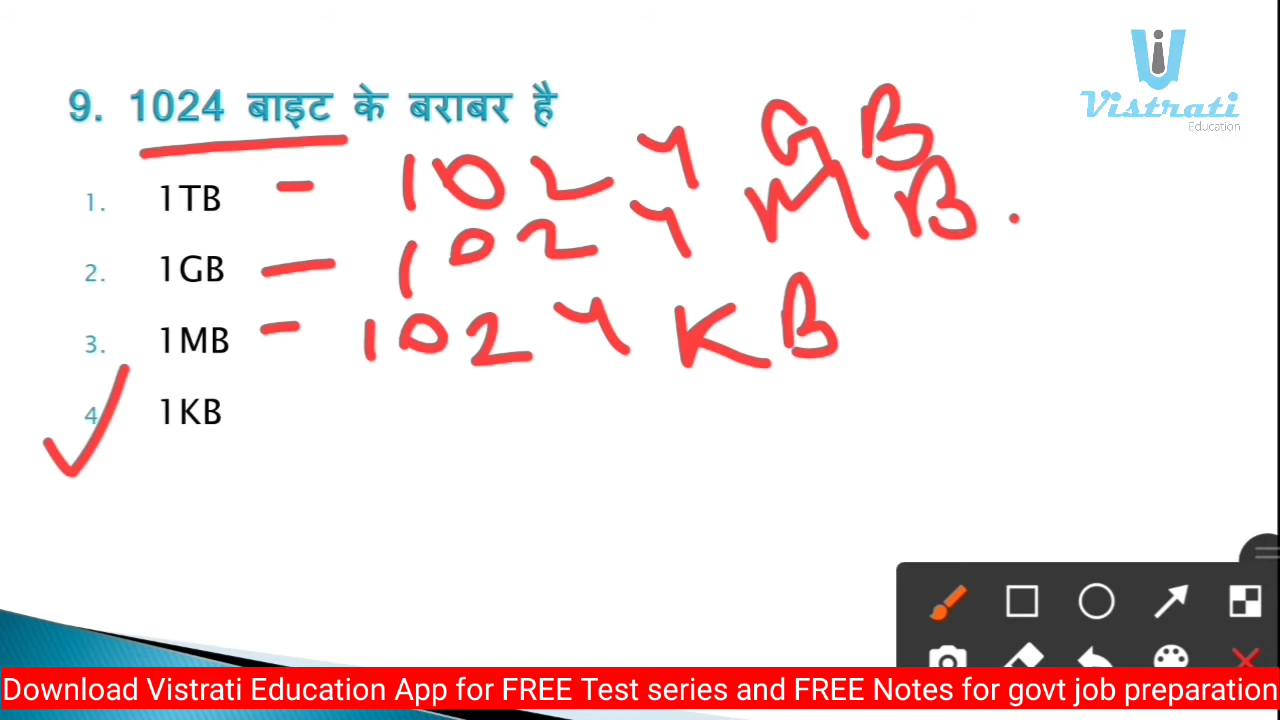 Vistrati
Education
9. 1024 बाइट के बराबर है
1. 1TB - 1024 GB
2. 1GB - 1024 MB.
3. 1MB - 1024 KB
4. 1KB
Download Vistrati Education App for FREE Test series and FREE Notes for govt job preparation